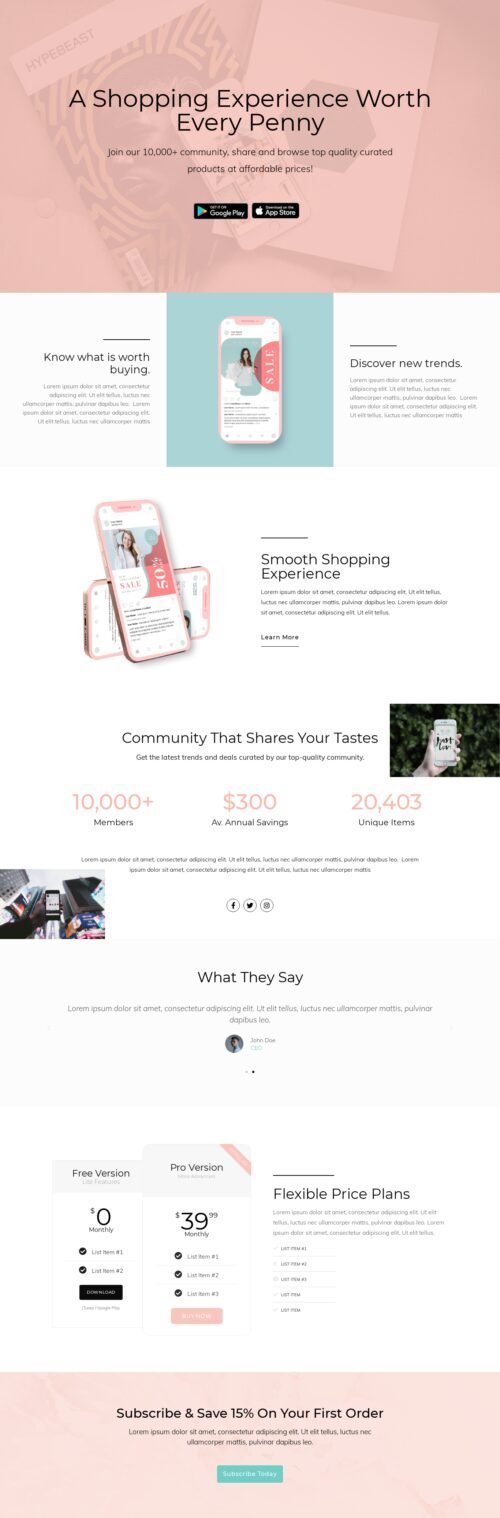 HYPEBEAST
A Shopping Experience Worth
Every Penny
Join our 10,000+ community, share and browse top quality curated
products at affordable prices!
GET IT ON
Google Play
Download on the
App Store
Know what is worth
buying.
Lorem ipsum dolor sit amet, consectetur
adipiscing elit. Ut elit tellus, luctus nec
ullamcorper mattis, pulvinar dapibus leo. Lorem
ipsum dolor sit amet, consectetur adipiscing elit.
Ut elit tellus, luctus nec ullamcorper mattis
SALE
Discover new trends.
Lorem ipsum dolor sit amet, consectetur
adipiscing elit. Ut elit tellus, luctus nec
ullamcorper mattis, pulvinar dapibus leo. Lorem
ipsum dolor sit amet, consectetur adipiscing elit.
Ut elit tellus, luctus nec ullamcorper mattis
SALE
50%
Smooth Shopping
Experience
Lorem ipsum dolor sit amet, consectetur adipiscing elit. Ut elit tellus,
luctus nec ullamcorper mattis, pulvinar dapibus leo. Lorem ipsum dolor
sit amet, consectetur adipiscing elit. Ut elit tellus.
Learn More
Community That Shares Your Tastes
Get the latest trends and deals curated by our top-quality community.
10,000+
Members
$300
Av. Annual Savings
20,403
Unique Items
Lorem ipsum dolor sit amet, consectetur adipiscing elit. Ut elit tellus, luctus nec ullamcorper mattis, pulvinar dapibus leo. Lorem
ipsum dolor sit amet, consectetur adipiscing elit. Ut elit tellus, luctus nec ullamcorper mattis
What They Say
Lorem ipsum dolor sit amet, consectetur adipiscing elit. Ut elit tellus, luctus nec ullamcorper mattis, pulvinar
dapibus leo.
John Doe
CEO
Free Version
Lite Features
$0
Monthly
List Item #1
List Item #2
DOWNLOAD
iTunes / Google Play
Pro Version
More Advanced
$39.99
Monthly
List Item #1
List Item #2
List Item #3
BUY NOW
Flexible Price Plans
Lorem ipsum dolor sit amet, consectetur adipiscing elit. Ut elit
tellus, luctus nec ullamcorper mattis, pulvinar dapibus leo. Lorem
ipsum dolor sit amet, consectetur adipiscing elit. Ut elit tellus.
LIST ITEM #1
LIST ITEM #2
LIST ITEM #3
LIST ITEM
LIST ITEM
Subscribe & Save 15% On Your First Order
Lorem ipsum dolor sit amet, consectetur adipiscing elit. Ut elit tellus, luctus nec
ullamcorper mattis, pulvinar dapibus leo.
Subscribe Today